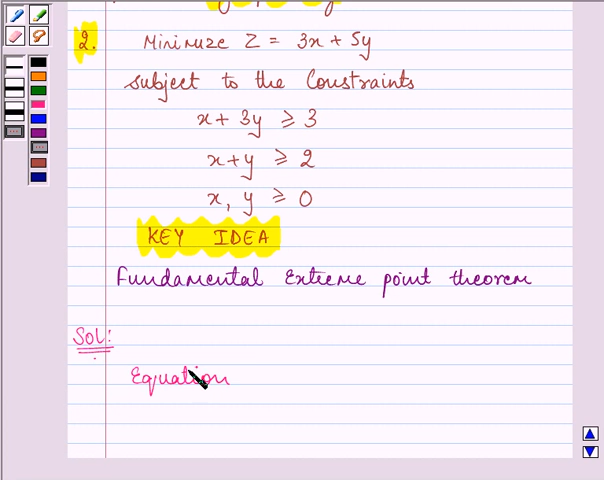 2. Minimize Z = 3x + 5y
subject to the Constraints
x + 3y ≥ 3
x + y ≥ 2
x, y ≥ 0
KEY IDEA
Fundamental Extreme point theorem
Sol:
Equation